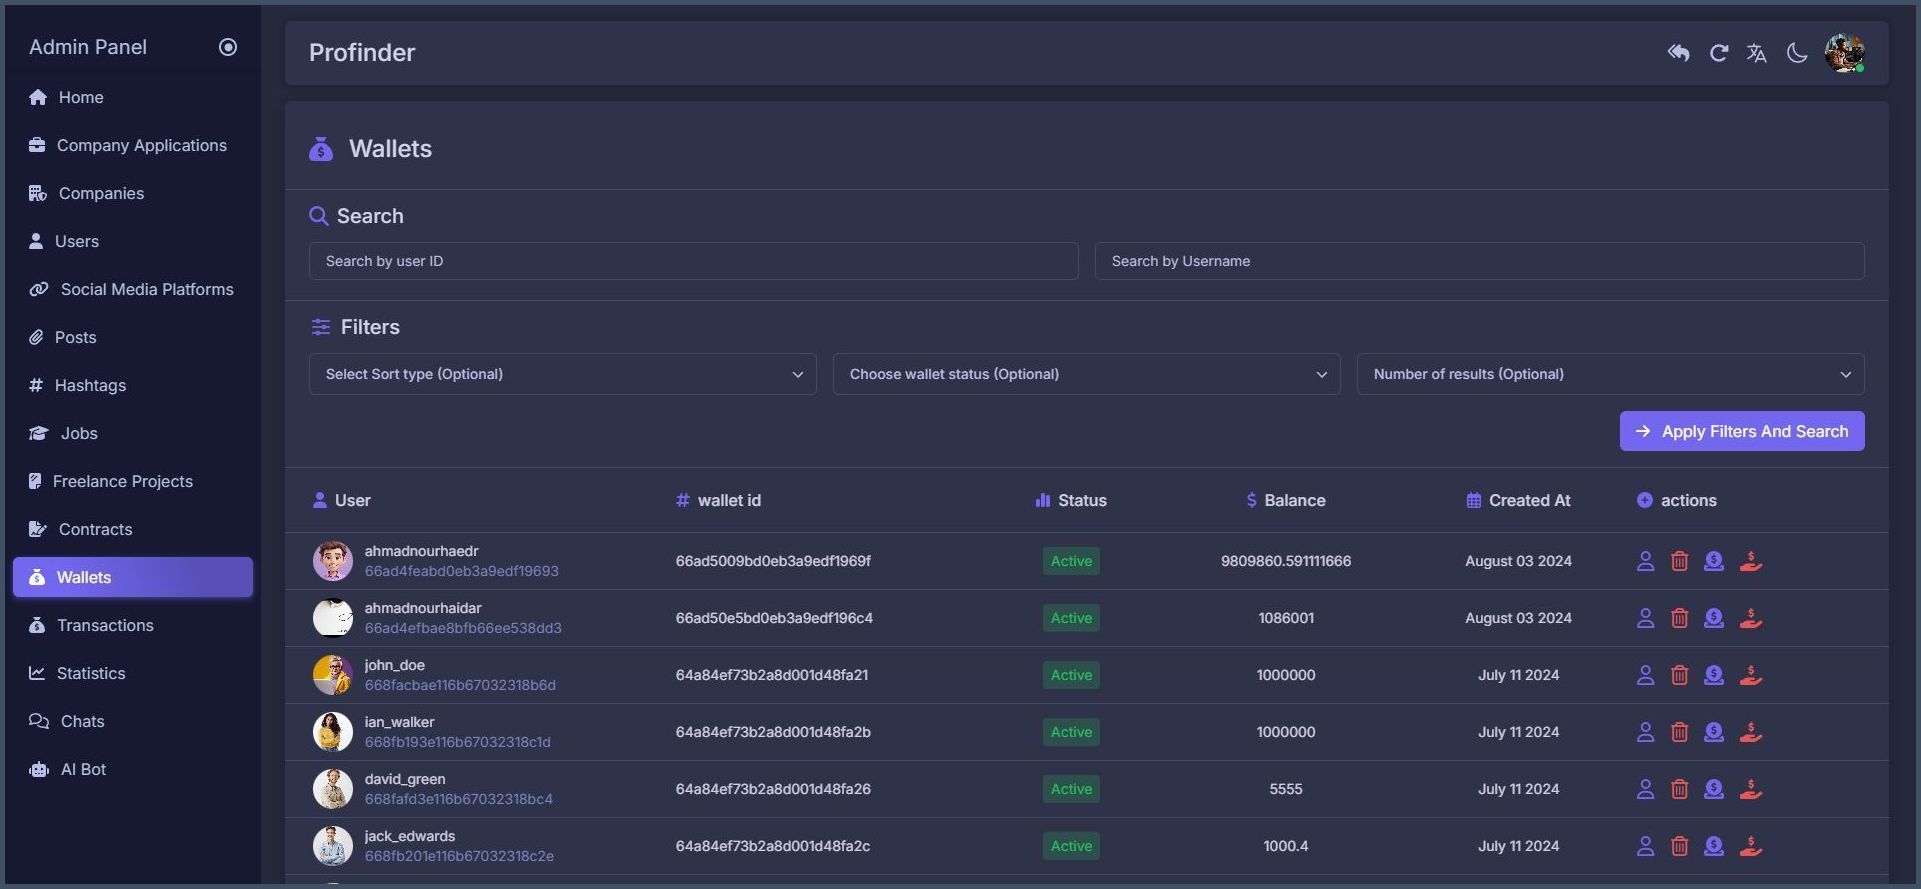 Admin Panel
Home
Company Applications
Companies
Users
Social Media Platforms
Posts
Hashtags
Jobs
Freelance Projects
Contracts
Wallets
Transactions
Statistics
Chats
AI Bot
Profinder
Wallets
Search
Search by user ID
Search by Username
Filters
Select Sort type (Optional)
Choose wallet status (Optional)
Number of results (Optional)
Apply Filters And Search
User # wallet id Status $ Balance Created At actions
ahmadnourhaedr
66ad4feabd0eb3a9edf19693
66ad5009bd0eb3a9edf1969f Active 9809860.591111666 August 03 2024
ahmadnourhaidar
66ad4efbae8bfb66ee538dd3
66ad50e5bd0eb3a9edf196c4 Active 1086001 August 03 2024
john_doe
668facbae116b67032318b6d
64a84ef73b2a8d001d48fa21 Active 1000000 July 11 2024
ian_walker
668fb193e116b67032318c1d
64a84ef73b2a8d001d48fa2b Active 1000000 July 11 2024
david_green
668fafd3e116b67032318bc4
64a84ef73b2a8d001d48fa26 Active 5555 July 11 2024
jack_edwards
668fb201e116b67032318c2e
64a84ef73b2a8d001d48fa2c Active 1000.4 July 11 2024